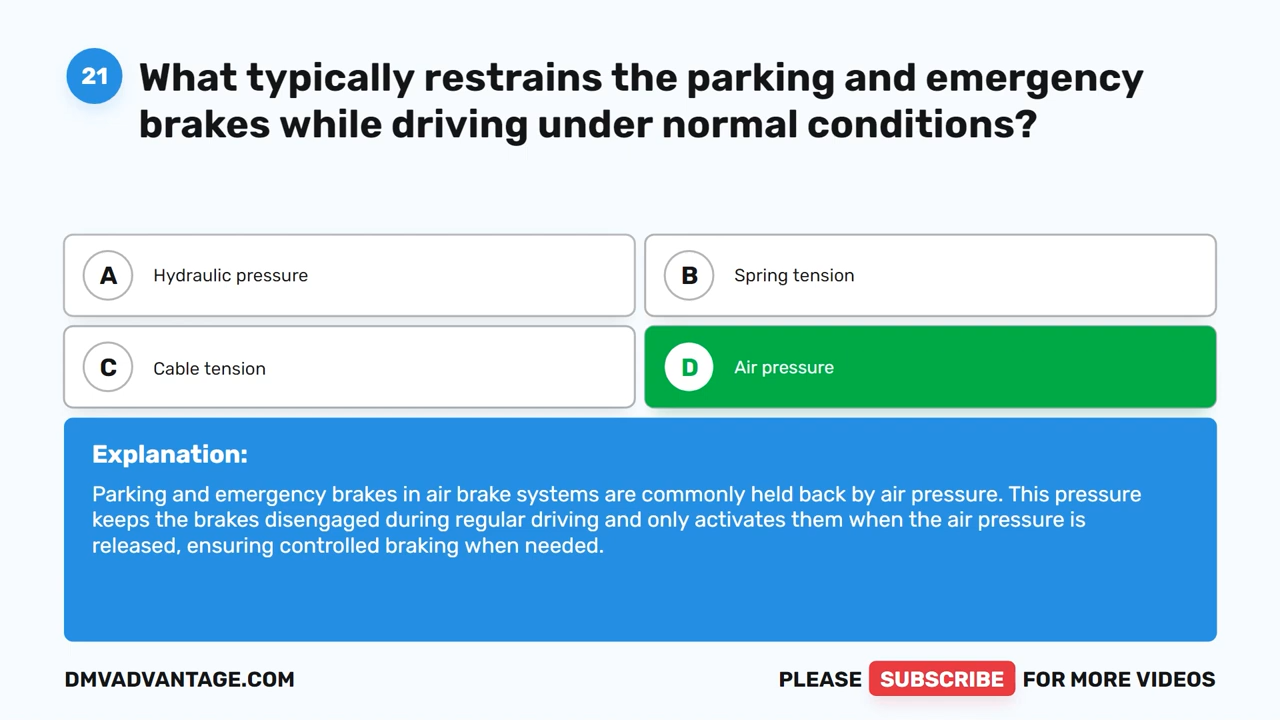 21
What typically restrains the parking and emergency
brakes while driving under normal conditions?
A Hydraulic pressure
B Spring tension
C Cable tension
D Air pressure
Explanation:
Parking and emergency brakes in air brake systems are commonly held back by air pressure. This pressure
keeps the brakes disengaged during regular driving and only activates them when the air pressure is
released, ensuring controlled braking when needed.
DMVADVANTAGE.COM
PLEASE SUBSCRIBE FOR MORE VIDEOS